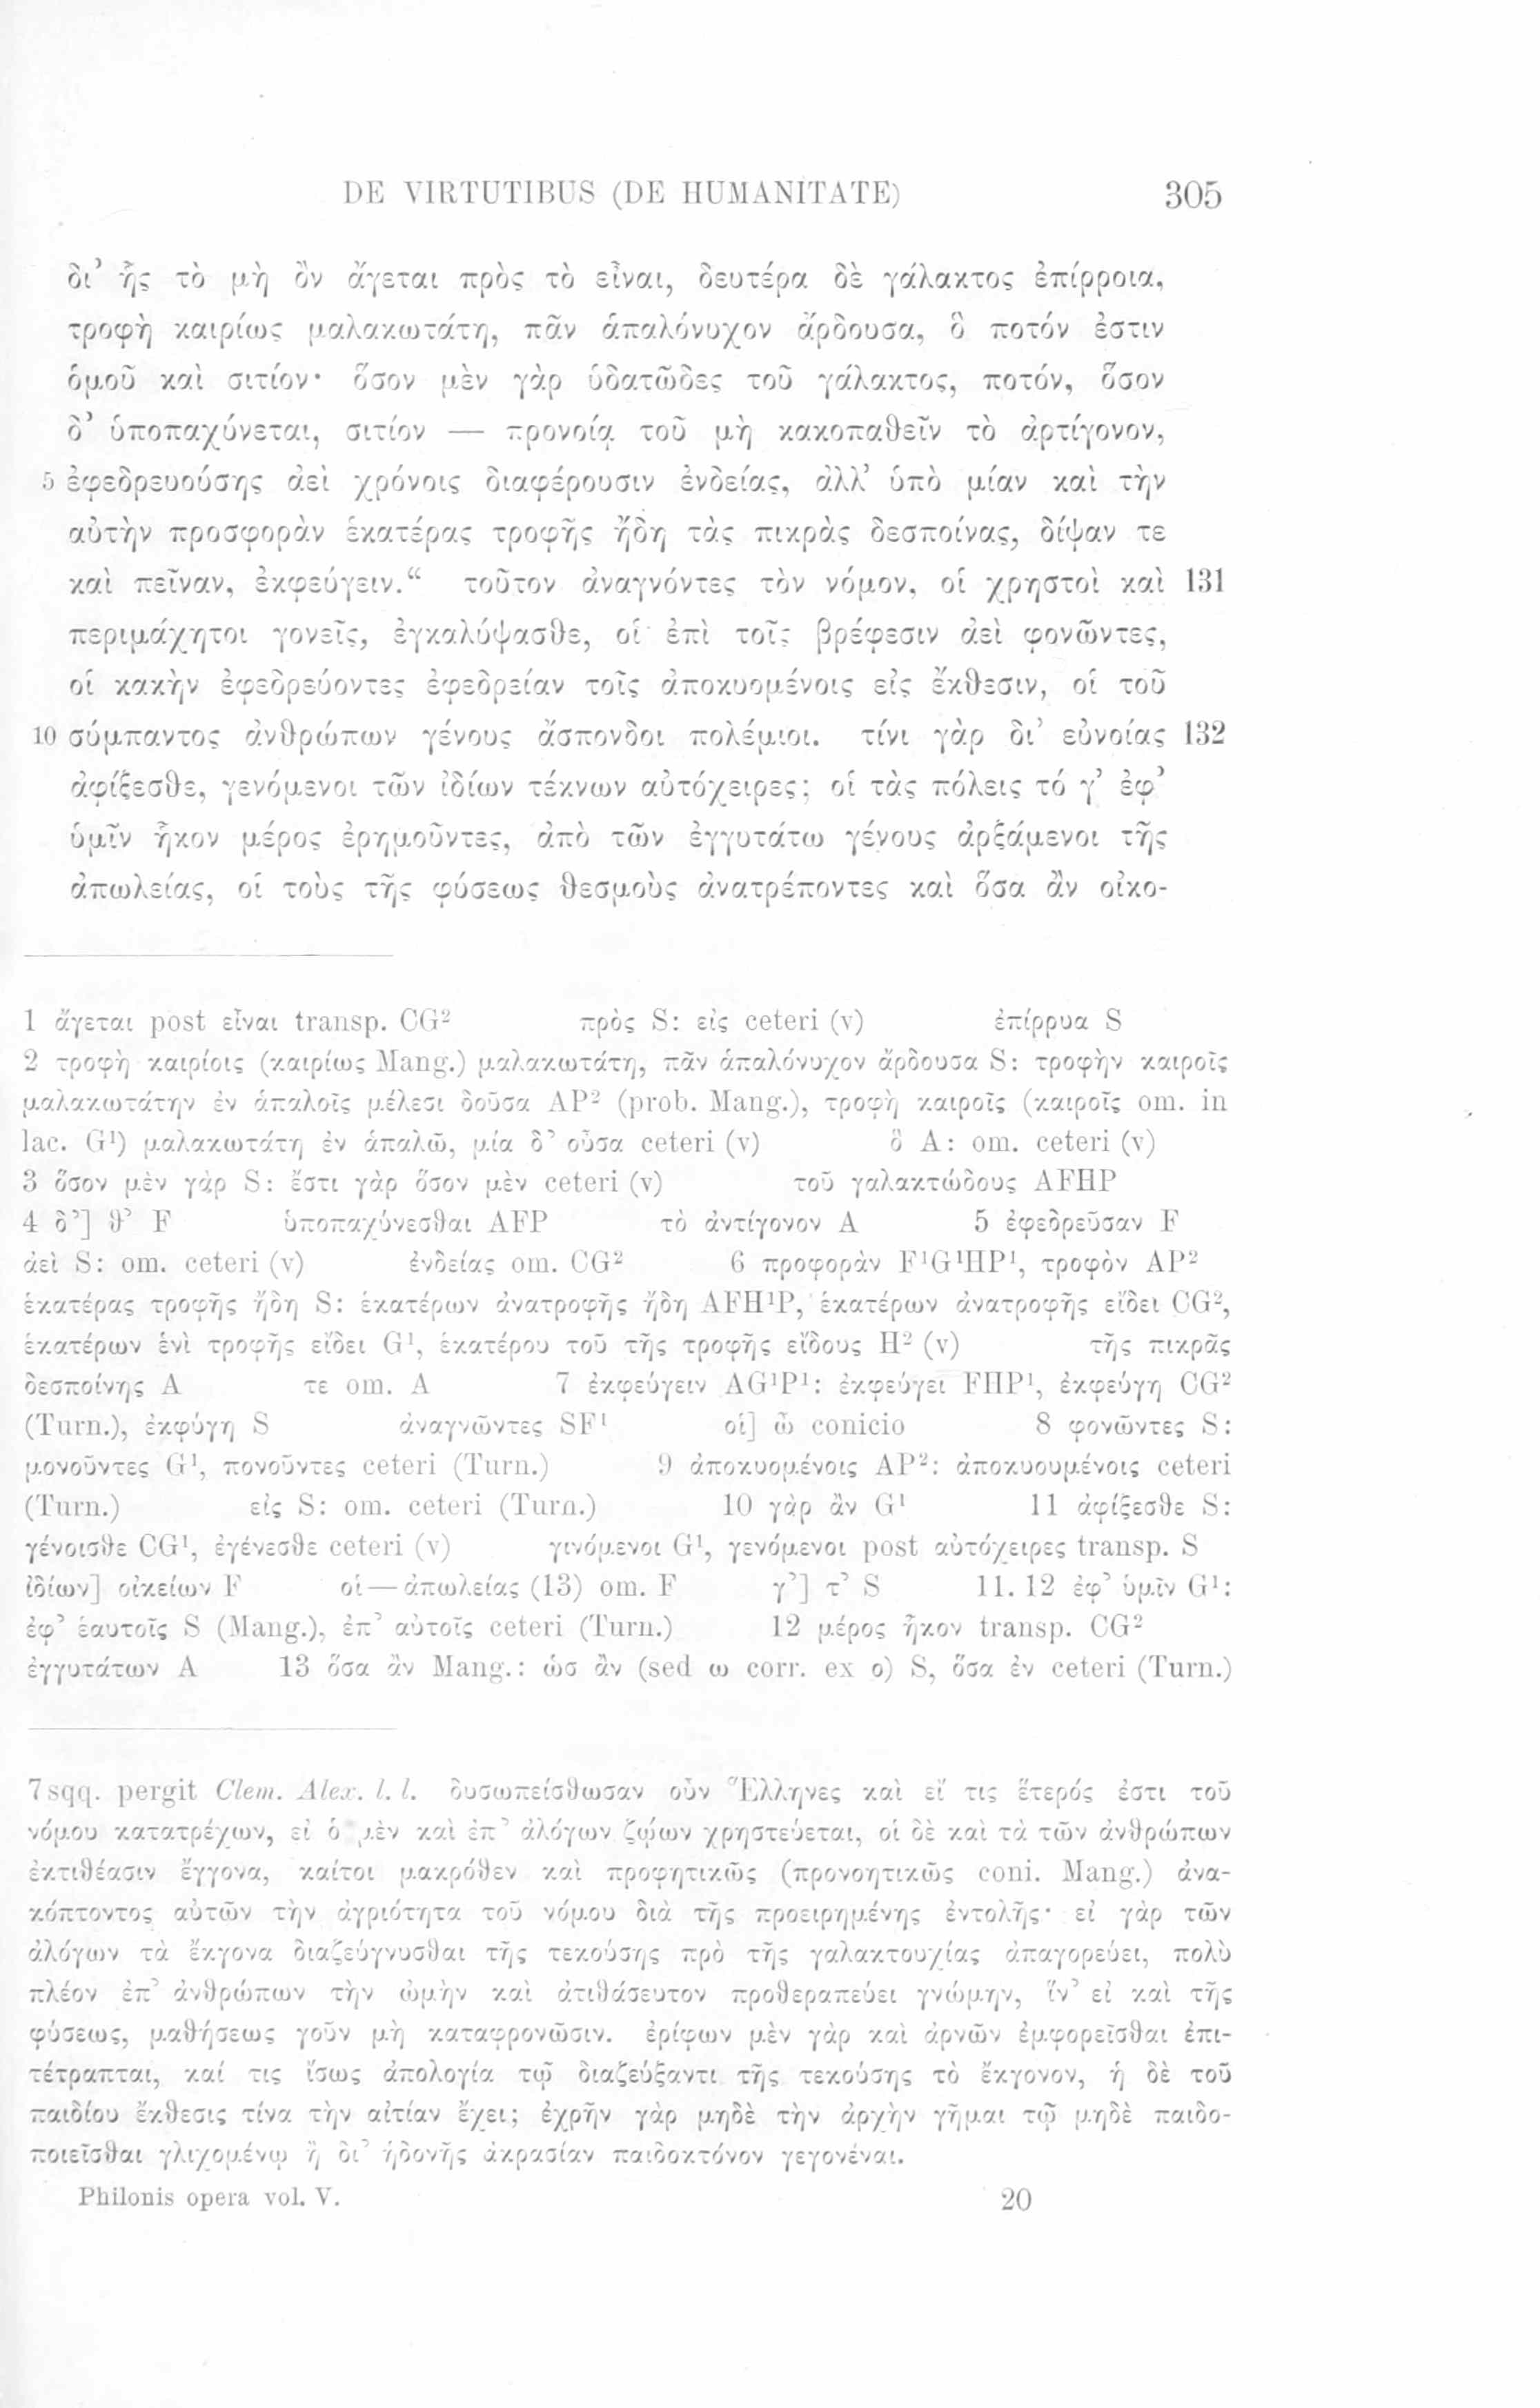 DE VIRTUTIBUS (DE HUMANITATE) 305
δι’ ἧς τὸ μὴ ὂν ἄγεται πρὸς τὸ εἶναι, δευτέρα δὲ γάλακτος ἐπίρροια,
τροφὴ καιρίως μαλακωτάτη, πᾶν ἁπαλόνυχον ἄρδουσα, ὃ ποτόν ἐστιν
ὁμοῦ καὶ σιτίον· ὅσον μὲν γὰρ ὑδατῶδες τοῦ γάλακτος, ποτόν, ὅσον
δ’ ὑποπαχύνεται, σιτίον — προνοίᾳ τοῦ μὴ κακοπαθεῖν τὸ ἀρτίγονον,
5 ἐφεδρευούσης ἀεὶ χρόνοις διαφέρουσιν ἐνδείας, ἀλλ’ ὑπὸ μίαν καὶ τὴν
αὐτὴν προσφορὰν ἑκατέρας τροφῆς ἤδη τὰς πικρὰς δεσποίνας, δίψαν τε
καὶ πεῖναν, ἐκφεύγειν.“ τοῦτον ἀναγνόντες τὸν νόμον, οἱ χρηστοὶ καὶ 131
περιμάχητοι γονεῖς, ἐγκαλύψασθε, οἱ ἐπὶ τοῖς βρέφεσιν ἀεὶ φονῶντες,
οἱ κακὴν ἐφεδρεύοντες ἐφεδρείαν τοῖς ἀποκυομένοις εἰς ἔκθεσιν, οἱ τοῦ
10 σύμπαντος ἀνθρώπων γένους ἄσπονδοι πολέμιοι. τίνι γὰρ δι’ εὐνοίας 132
ἀφίξεσθε, γενόμενοι τῶν ἰδίων τέκνων αὐτόχειρες; οἱ τὰς πόλεις τό γ’ ἐφ’
ὑμῖν ἧκον μέρος ἐρημοῦντες, ἀπὸ τῶν ἐγγυτάτω γένους ἀρξάμενοι τῆς
ἀπωλείας, οἱ τοὺς τῆς φύσεως θεσμοὺς ἀνατρέποντες καὶ ὅσα ἂν οἰκο-
1 ἄγεται post εἶναι transp. CG² πρὸς S: εἰς ceteri (v) ἐπίρρυα S
2 τροφὴ καιρίοις (καιρίως Mang.) μαλακωτάτη, πᾶν ἁπαλόνυχον ἄρδουσα S: τροφὴν καιροῖς
μαλακωτάτην ἐν ἁπαλοῖς μέλεσι δοῦσα AP² (prob. Mang.), τροφὴ καιροῖς (καιροῖς om. in
lac. G¹) μαλακωτάτη ἐν ἁπαλῶ, μία δ’ οὖσα ceteri (v) ὃ A: om. ceteri (v)
3 ὅσον μὲν γὰρ S: ἔστι γὰρ ὅσον μὲν ceteri (v) τοῦ γαλακτώδους AFHP
4 δ’] θ’ F ὑποπαχύνεσθαι AFP τὸ ἀντίγονον A 5 ἐφεδρεῦσαν F
ἀεὶ S: om. ceteri (v) ἐνδείας om. CG² 6 προφορὰν F¹G¹HP¹, τροφὸν AP²
ἑκατέρας τροφῆς ἤδη S: ἑκατέρων ἀνατροφῆς ἤδη AFH¹P, ἑκατέρων ἀνατροφῆς εἴδει CG²,
ἑκατέρων ἑνὶ τροφῆς εἴδει G¹, ἑκατέρου τοῦ τῆς τροφῆς εἴδους H² (v) τῆς πικρᾶς
δεσποίνης A τε om. A 7 ἐκφεύγειν AG¹P¹: ἐκφεύγει FHP¹, ἐκφεύγη CG²
(Turn.), ἐκφύγη S ἀναγνῶντες SF¹ οἱ] ὦ conicio 8 φονῶντες S:
μονοῦντες G¹, πονοῦντες ceteri (Turn.) 9 ἀποκυομένοις AP²: ἀποκυουμένοις ceteri
(Turn.) εἰς S: om. ceteri (Turn.) 10 γὰρ ἂν G¹ 11 ἀφίξεσθε S:
γένοισθε CG¹, ἐγένεσθε ceteri (v) γινόμενοι G¹, γενόμενοι post αὐτόχειρες transp. S
ἰδίων] οἰκείων F οἱ — ἀπωλείας (13) om. F γ’] τ’ S 11. 12 ἐφ’ ὑμῖν G¹:
ἐφ’ ἑαυτοῖς S (Mang.), ἐπ’ αὐτοῖς ceteri (Turn.) 12 μέρος ἧκον transp. CG²
ἐγγυτάτων A 13 ὅσα ἂν Mang.: ὡσ ἂν (sed ω corr. ex ο) S, ὅσα ἐν ceteri (Turn.)
7 sqq. pergit Clem. Alex. l. l. δυσωπείσθωσαν οὖν Ἕλληνες καὶ εἴ τις ἕτερός ἐστι τοῦ
νόμου κατατρέχων, εἰ ὁ μὲν καὶ ἐπ’ ἀλόγων ζῴων χρηστεύεται, οἱ δὲ καὶ τὰ τῶν ἀνθρώπων
ἐκτιθέασιν ἔγγονα, καίτοι μακρόθεν καὶ προφητικῶς (προνοητικῶς coni. Mang.) ἀνα-
κόπτοντος αὐτῶν τὴν ἀγριότητα τοῦ νόμου διὰ τῆς προειρημένης ἐντολῆς· εἰ γὰρ τῶν
ἀλόγων τὰ ἔκγονα διαζεύγνυσθαι τῆς τεκούσης πρὸ τῆς γαλακτουχίας ἀπαγορεύει, πολὺ
πλέον ἐπ’ ἀνθρώπων τὴν ὠμὴν καὶ ἀτιθάσευτον προθεραπεύει γνώμην, ἵν’ εἰ καὶ τῆς
φύσεως, μαθήσεως γοῦν μὴ καταφρονῶσιν. ἐρίφων μὲν γὰρ καὶ ἀρνῶν ἐμφορεῖσθαι ἐπι-
τέτραπται, καί τις ἴσως ἀπολογία τῷ διαζεύξαντι τῆς τεκούσης τὸ ἔκγονον, ἡ δὲ τοῦ
παιδίου ἔκθεσις τίνα τὴν αἰτίαν ἔχει; ἐχρῆν γὰρ μηδὲ τὴν ἀρχὴν γῆμαι τῷ μηδὲ παιδο-
ποιεῖσθαι γλιχομένῳ ἢ δι’ ἡδονῆς ἀκρασίαν παιδοκτόνον γεγονέναι.
Philonis opera vol. V. 20